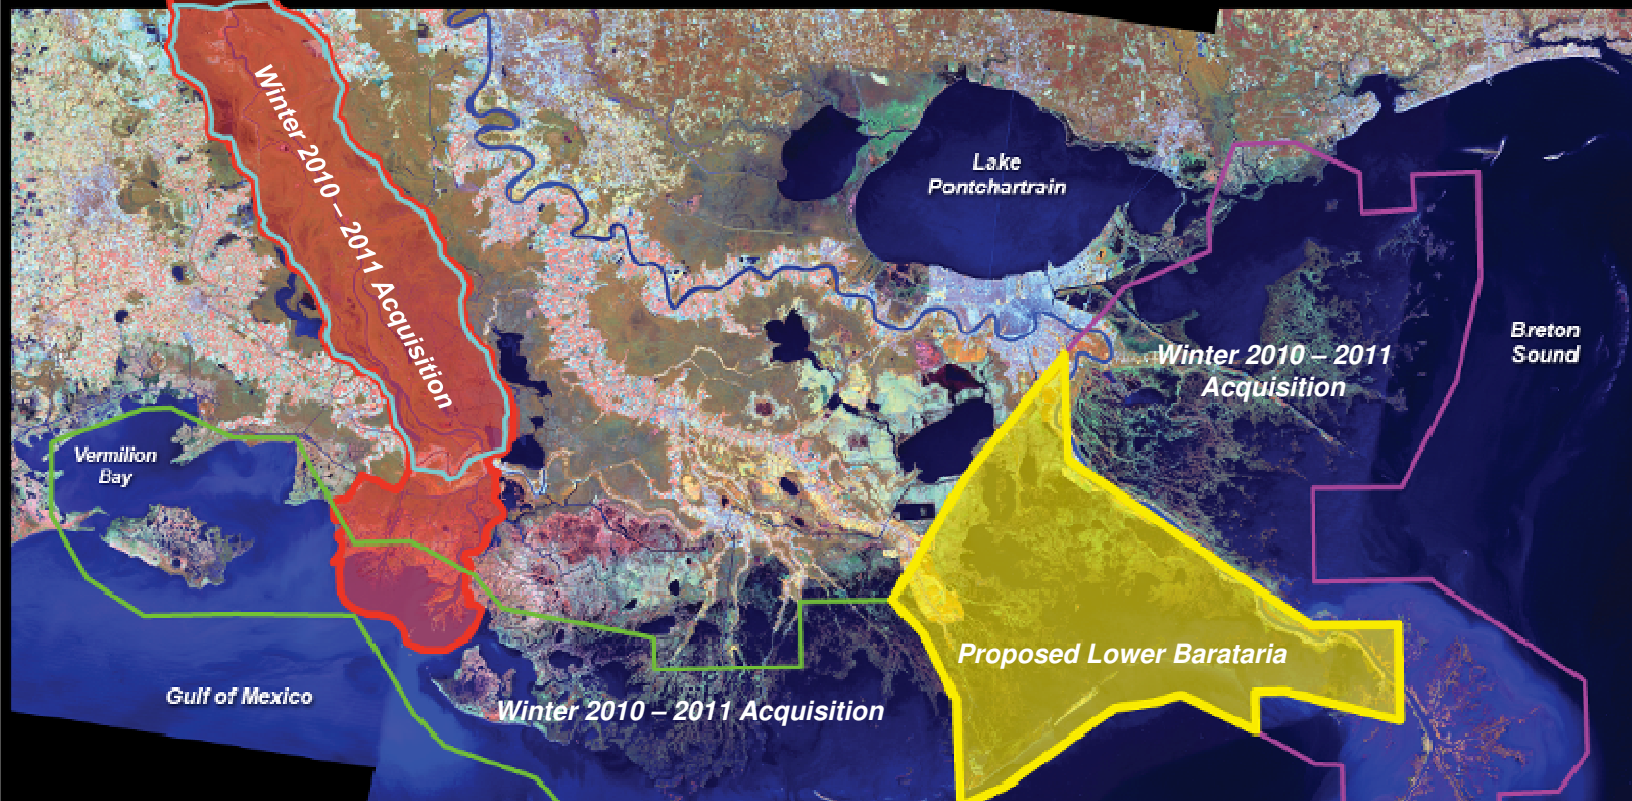 Winter 2010 – 2011 Acquisition
Lake
Pontchartrain
Breton
Sound
Winter 2010 – 2011
Acquisition
Vermilion
Bay
Proposed Lower Barataria
Gulf of Mexico
Winter 2010 – 2011 Acquisition